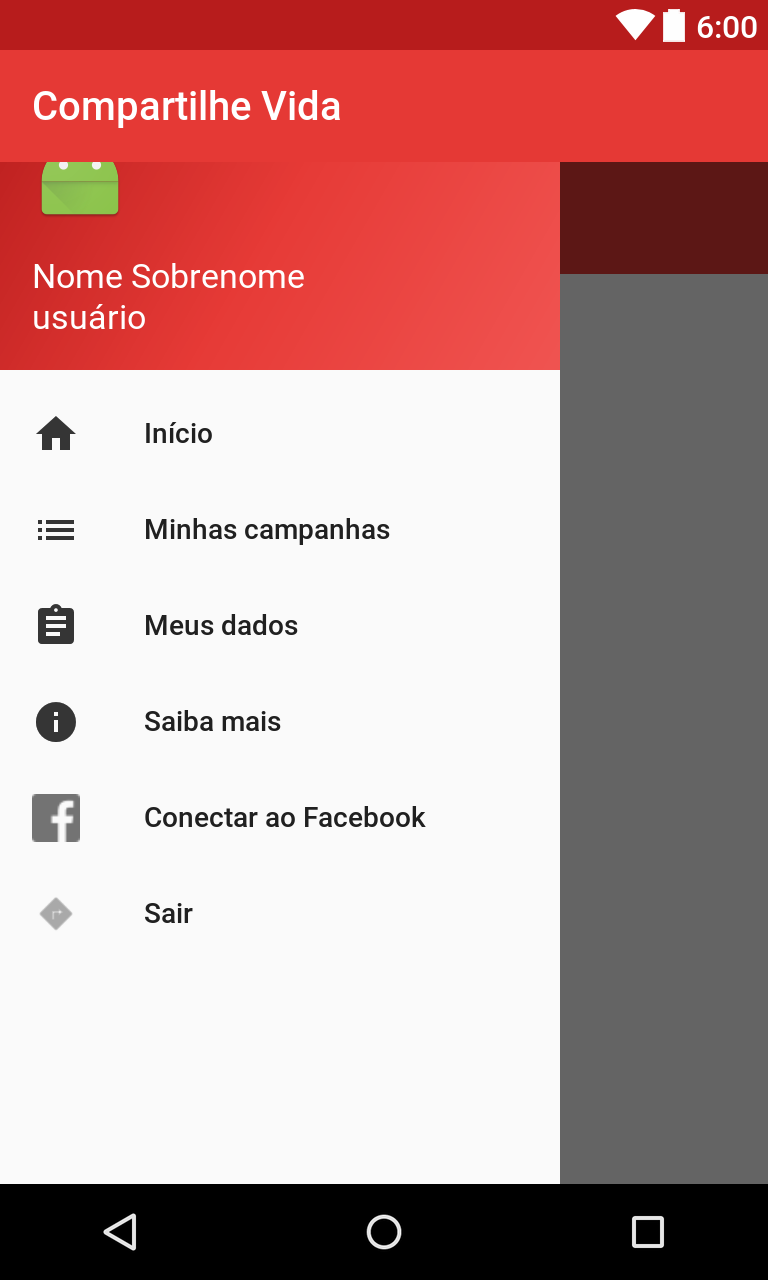 6:00
Compartilhe Vida
Nome Sobrenome
usuário
Início
Minhas campanhas
Meus dados
Saiba mais
Conectar ao Facebook
Sair